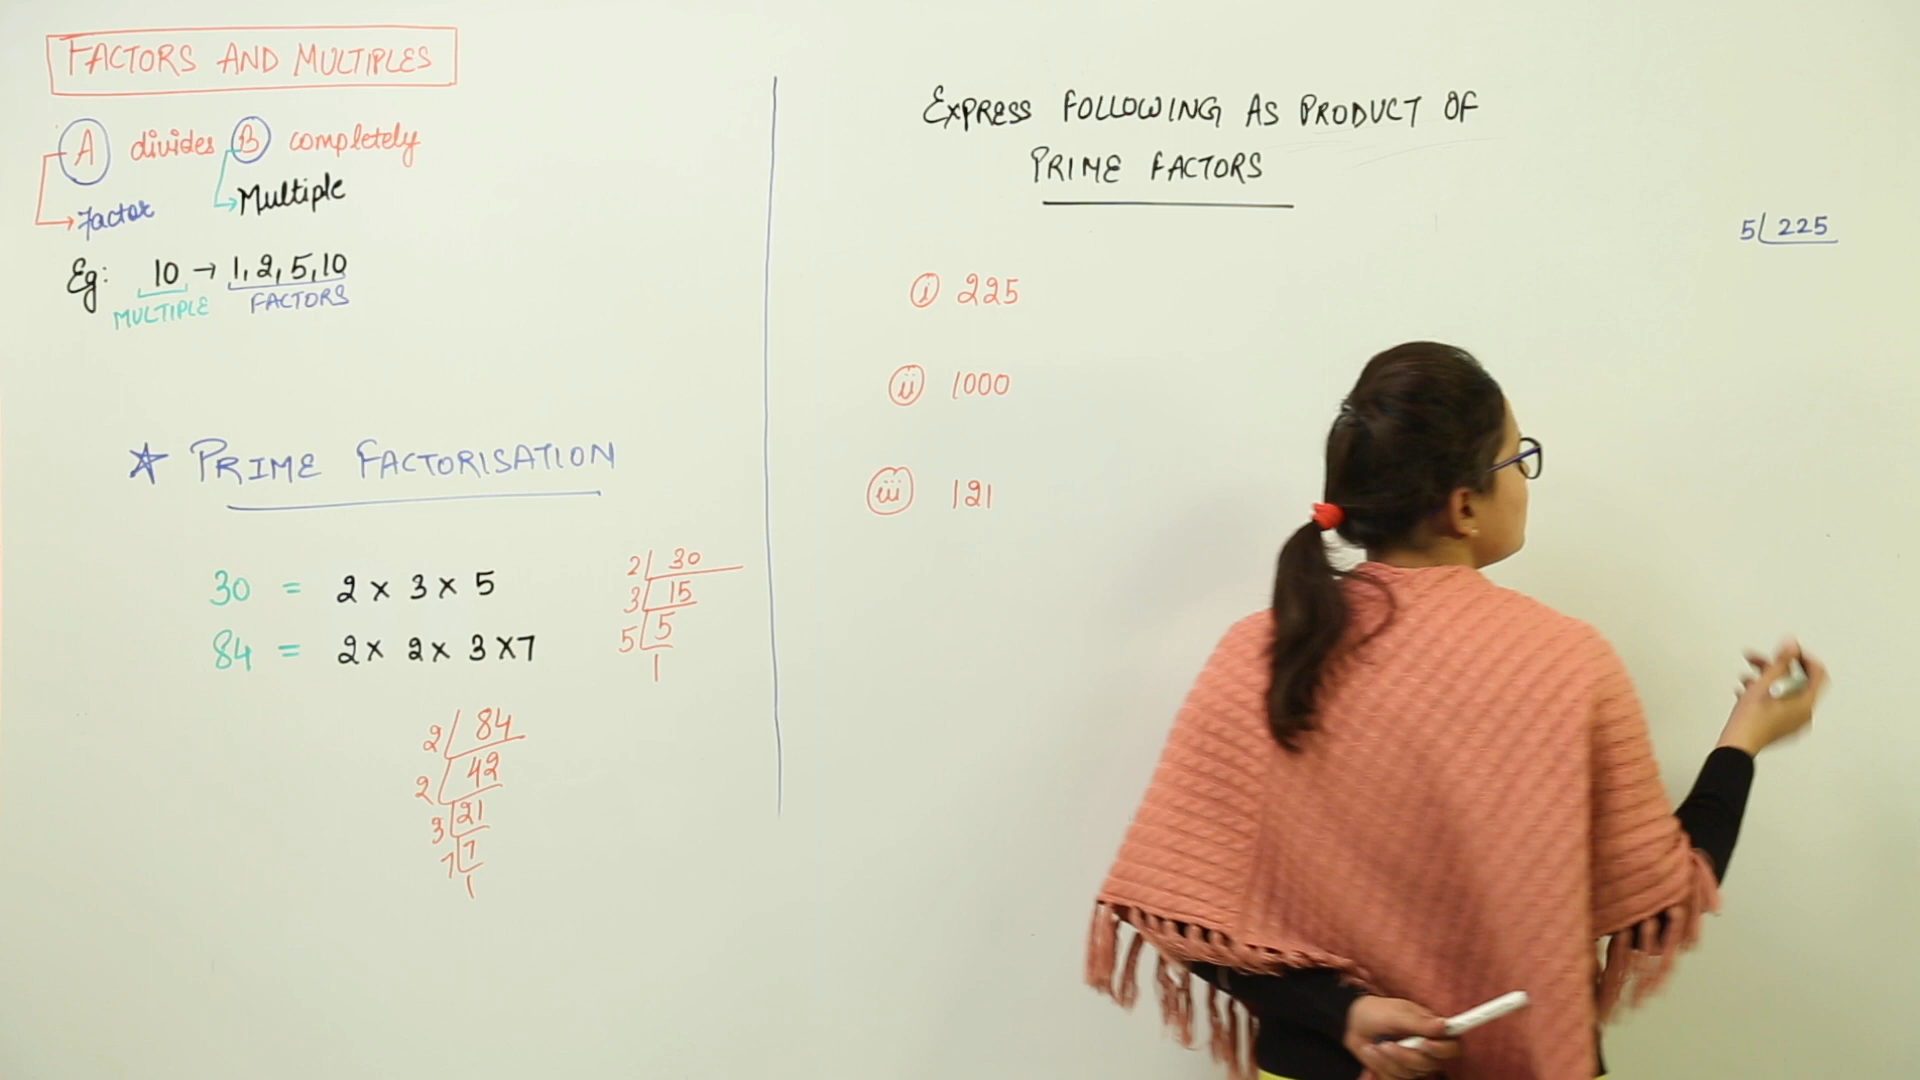 FACTORS AND MULTIPLES
A divides B completely
Factor Multiple
Eg: 10 → 1, 2, 5, 10
MULTIPLE FACTORS
★ PRIME FACTORISATION
30 = 2 × 3 × 5
84 = 2 × 2 × 3 × 7
2 30
3 15
5 5
1
2 84
2 42
3 21
7 7
1
EXPRESS FOLLOWING AS PRODUCT OF
PRIME FACTORS
i 225
ii 1000
iii 121
5 225